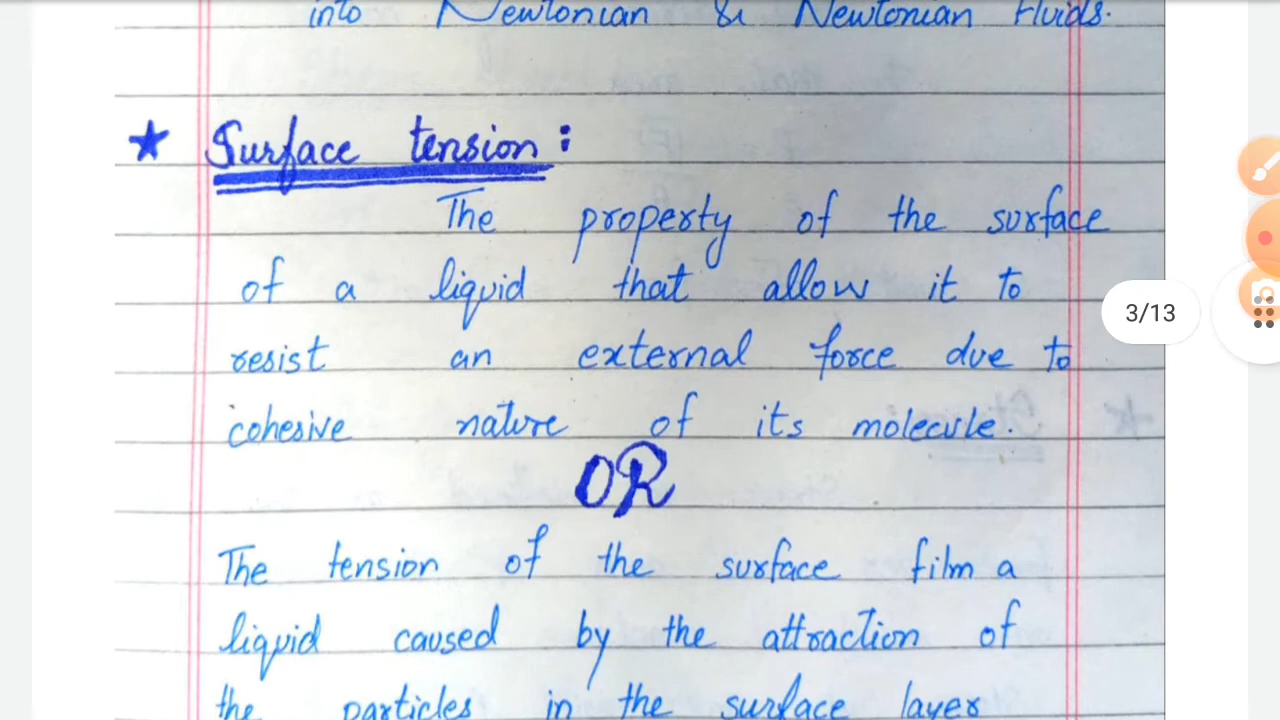 into Newtonian & Newtonian Fluids.
★ Surface tension :
The property of the surface
of a liquid that allow it to
resist an external force due to
cohesive nature of its molecule.
OR
The tension of the surface film a
liquid caused by the attraction of
the particles in the surface layer
3/13